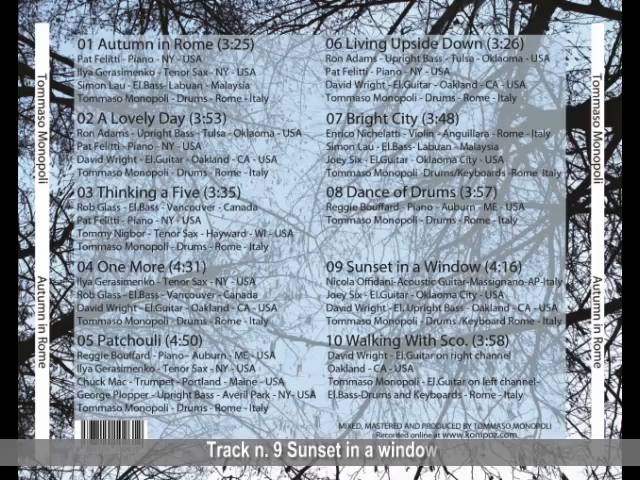 Tommaso Monopoli
Autumn in Rome
01 Autumn in Rome (3:25)
Pat Felitti - Piano - NY - USA
Ilya Gerasimenko - Tenor Sax - NY - USA
Simon Lau - El.Bass- Labuan - Malaysia
Tommaso Monopoli - Drums - Rome - Italy
02 A Lovely Day (3:53)
Ron Adams - Upright Bass - Tulsa - Oklaoma - USA
Pat Felitti - Piano - NY - USA
David Wright - El.Guitar - Oakland - CA - USA
Tommaso Monopoli - Drums - Rome - Italy
03 Thinking a Five (3:35)
Rob Glass - El.Bass - Vancouver - Canada
Pat Felitti - Piano - NY - USA
Tommy Nigbor - Tenor Sax - Hayward - WI - USA
Tommaso Monopoli - Drums - Rome - Italy
04 One More (4:31)
Ilya Gerasimenko - Tenor Sax - NY - USA
Rob Glass - El.Bass - Vancouver - Canada
David Wright - El.Guitar - Oakland - CA - USA
Tommaso Monopoli - Drums - Rome - Italy
05 Patchouli (4:50)
Reggie Bouffard - Piano - Auburn - ME - USA
Ilya Gerasimenko - Tenor Sax - NY - USA
Chuck Mac - Trumpet - Portland - Maine - USA
George Plopper - Upright Bass - Averil Park - NY- USA
Tommaso Monopoli - Drums - Rome - Italy
06 Living Upside Down (3:26)
Ron Adams - Upright Bass - Tulsa - Oklaoma - USA
Pat Felitti - Piano - NY - USA
David Wright - El.Guitar - Oakland - CA - USA
Tommaso Monopoli - Drums - Rome - Italy
07 Bright City (3:48)
Enrico Nichelatti - Violin - Anguillara - Rome - Italy
Simon Lau - El.Bass- Labuan - Malaysia
Joey Six - El.Guitar - Oklaoma City - USA
Tommaso Monopoli -Drums/Keyboards -Rome- Italy
08 Dance of Drums (3:57)
Reggie Bouffard - Piano - Auburn - ME - USA
Tommaso Monopoli - Drums - Rome - Italy
09 Sunset in a Window (4:16)
Nicola Offidani-Acoustic Guitar-Massignano-AP-Italy
Joey Six - El.Guitar - Oklaoma City - USA
David Wright - El.Upright Bass - Oakland - CA - USA
Tommaso Monopoli - Drums /Keyboard Rome - Italy
10 Walking With Sco. (3:58)
David Wright - El.Guitar on right channel
Oakland - CA - USA
Tommaso Monopoli - El.Guitar on left channel-
El.Bass-Drums and Keyboards - Rome - Italy
MIXED, MASTERED AND PRODUCED BY TOMMASO MONOPOLI
Recorded online at www.kompoz.com
Tommaso Monopoli
Autumn in Rome
Track n. 9 Sunset in a window